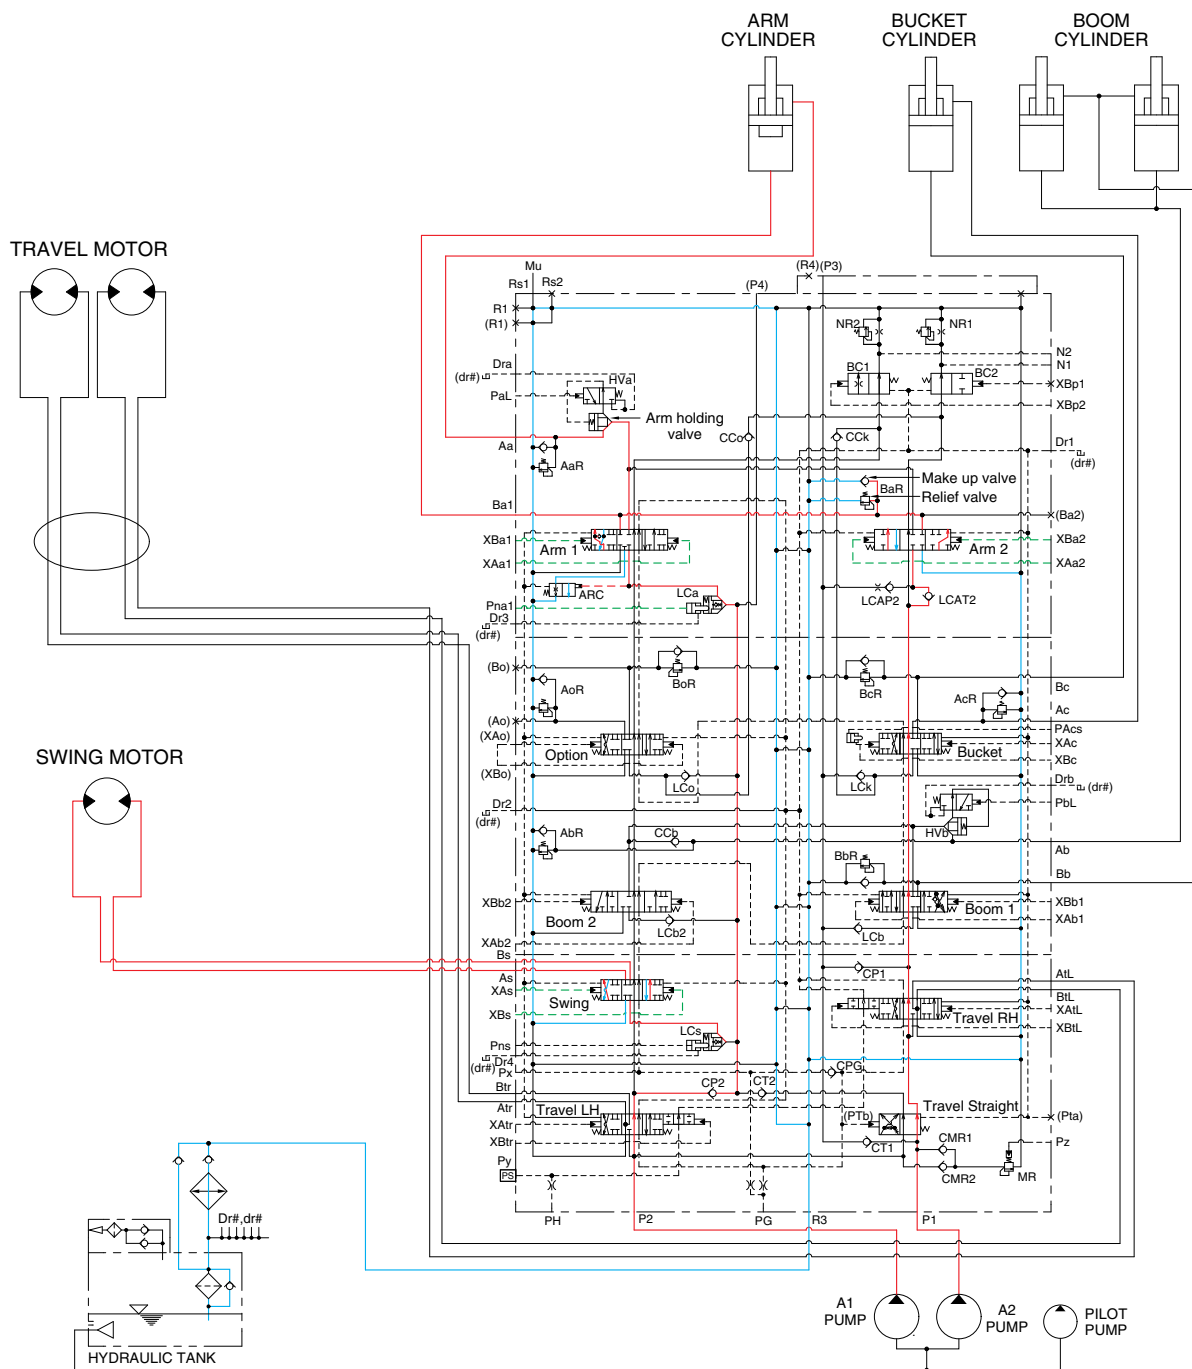 ARM
CYLINDER
BUCKET
CYLINDER
BOOM
CYLINDER
TRAVEL MOTOR
Mu
Rs1
Rs2
(P4)
(R4)
(P3)
R1
(R1)
NR2
NR1
N2
N1
Dra
(dr#)
HVa
BC1
BC2
XBp1
PaL
XBp2
Arm holding
valve
CCo
CCk
Aa
AaR
Dr1
(dr#)
Make up valve
BaR
Relief valve
Ba1
(Ba2)
XBa1
Arm 1
Arm 2
XBa2
XAa1
XAa2
ARC
LCa
LCAP2
LCAT2
Pna1
Dr3
(dr#)
(Bo)
BoR
BcR
Bc
AoR
AcR
Ac
(Ao)
PAcs
(XAo)
Option
Bucket
XAc
XBc
(XBo)
LCo
LCk
Drb
(dr#)
SWING MOTOR
Dr2
(dr#)
PbL
HVb
AbR
CCb
Ab
BbR
Bb
XBb2
Boom 2
Boom 1
XBb1
XAb1
LCb2
LCb
XAb2
Bs
CP1
AtL
As
XAs
Swing
BtL
XAtL
XBs
Travel RH
XBtL
LCs
Pns
Dr4
(dr#)
Px
CPG
Btr
CP2
CT2
Atr
Travel LH
Travel Straight
(PTb)
(Pta)
XAtr
XBtr
CT1
CMR1
Pz
Py
PS
CMR2
MR
PH
P2
PG
R3
P1
Dr#,dr#
A1
PUMP
A2
PUMP
PILOT
PUMP
HYDRAULIC TANK